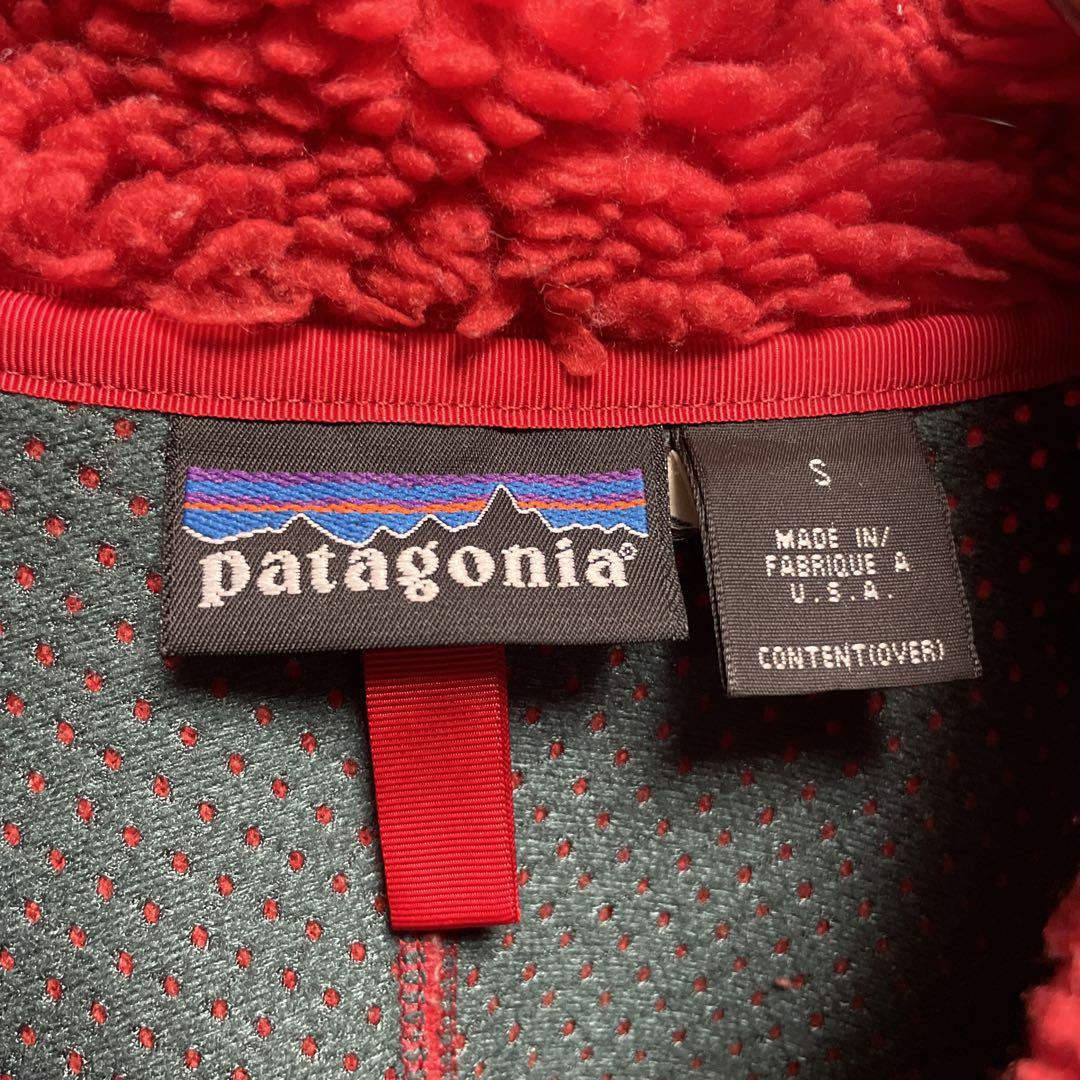 patagonia®
S
MADE IN/
FABRIQUE A
U.S.A.
CONTENT(OVER)